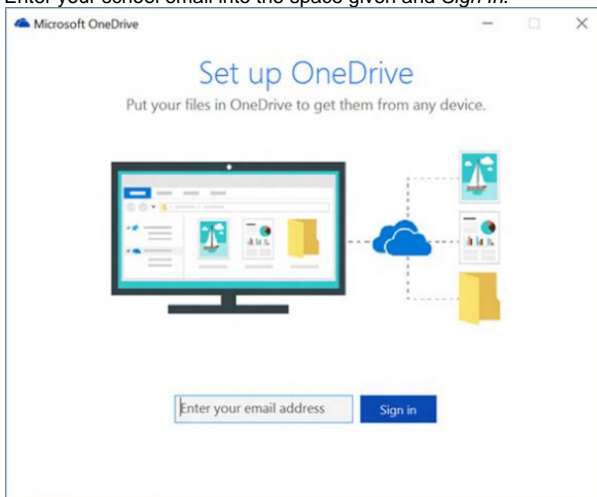 Enter your school email into the space given and Sign In.
Microsoft OneDrive
Set up OneDrive
Put your files in OneDrive to get them from any device.
Enter your email address
Sign in